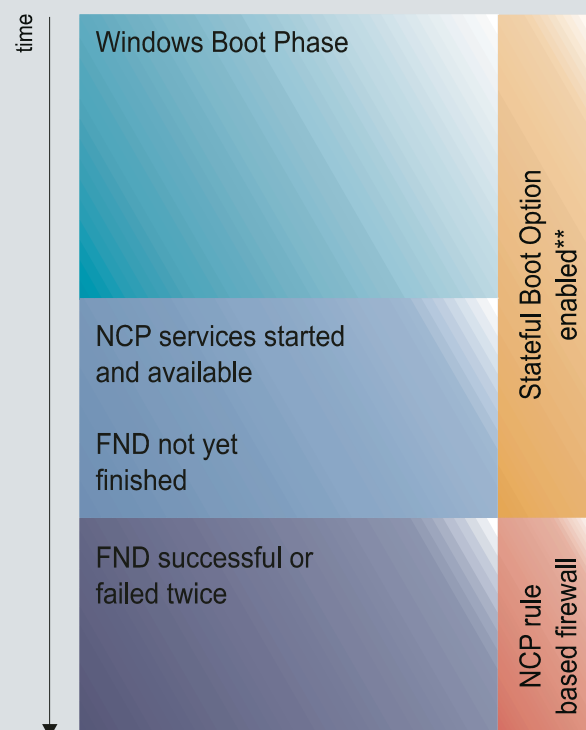 time
Windows Boot Phase
Stateful Boot Option
enabled**
NCP services started
and available
FND not yet
finished
FND successful or
failed twice
NCP rule
based firewall